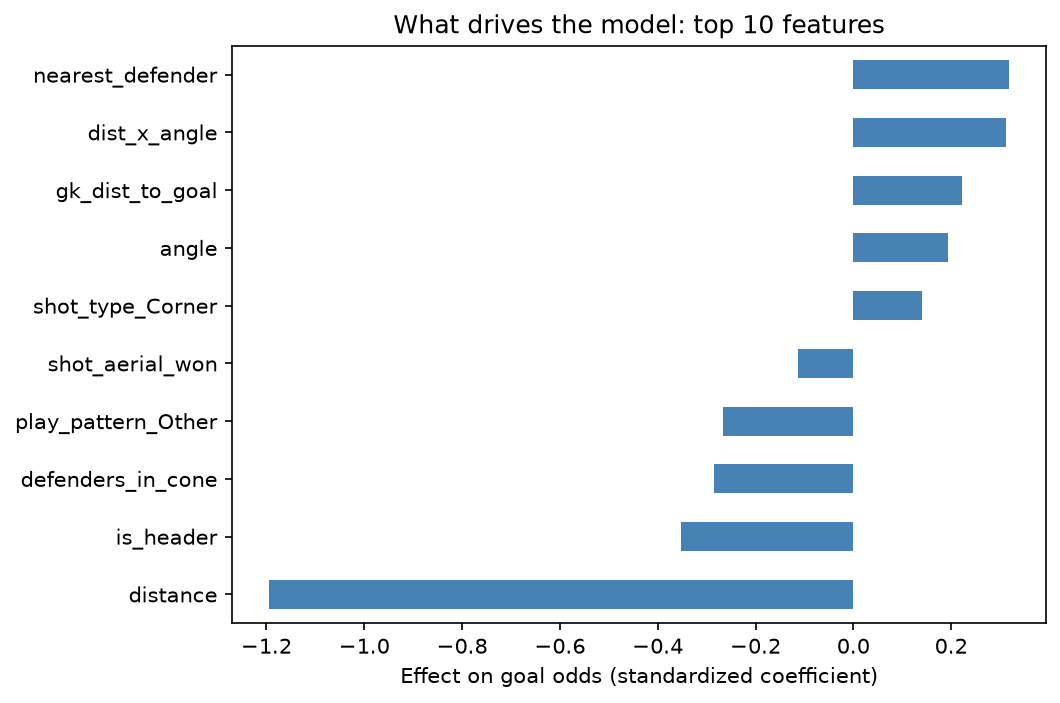 What drives the model: top 10 features
nearest_defender
dist_x_angle
gk_dist_to_goal
angle
shot_type_Corner
shot_aerial_won
play_pattern_Other
defenders_in_cone
is_header
distance
−1.2 −1.0 −0.8 −0.6 −0.4 −0.2 0.0 0.2
Effect on goal odds (standardized coefficient)